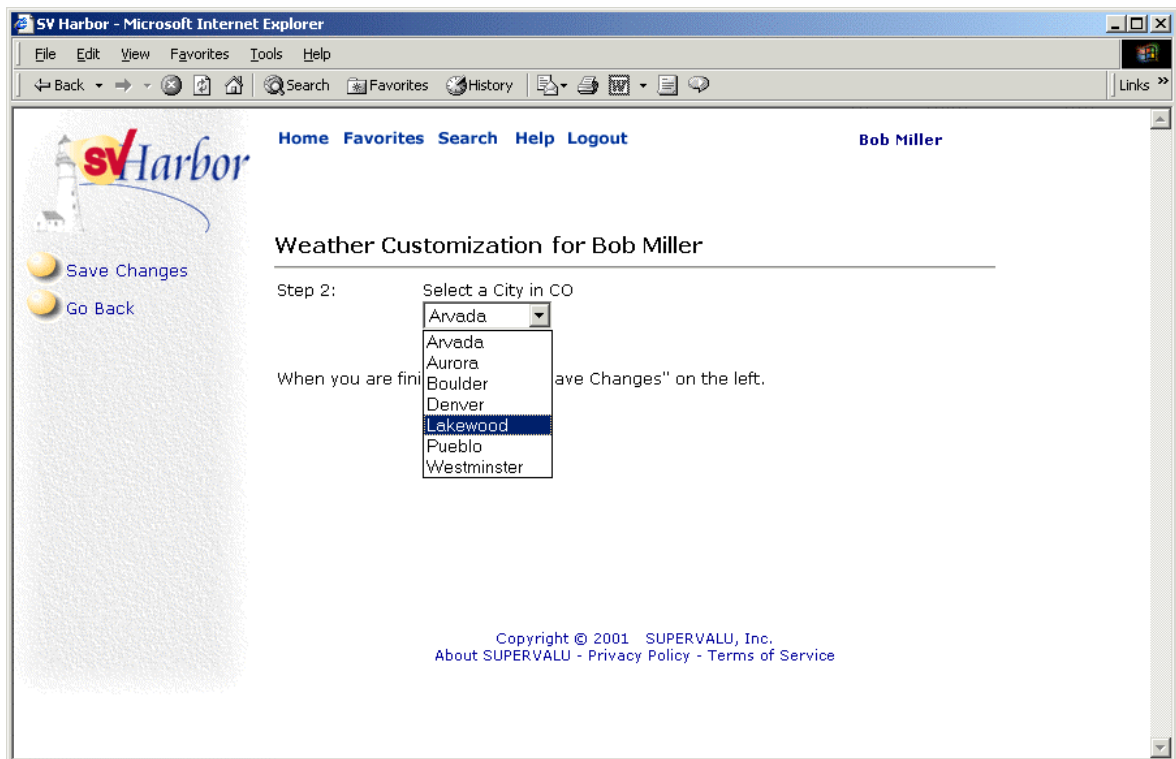 SV Harbor - Microsoft Internet Explorer
File Edit View Favorites Tools Help
Back Search Favorites History Links »
SV Harbor
Home Favorites Search Help Logout
Bob Miller
Save Changes
Go Back
Weather Customization for Bob Miller
Step 2: Select a City in CO
Arvada
Arvada
Aurora
Boulder
Denver
Lakewood
Pueblo
Westminster
When you are fini ave Changes" on the left.
Copyright © 2001 SUPERVALU, Inc.
About SUPERVALU - Privacy Policy - Terms of Service